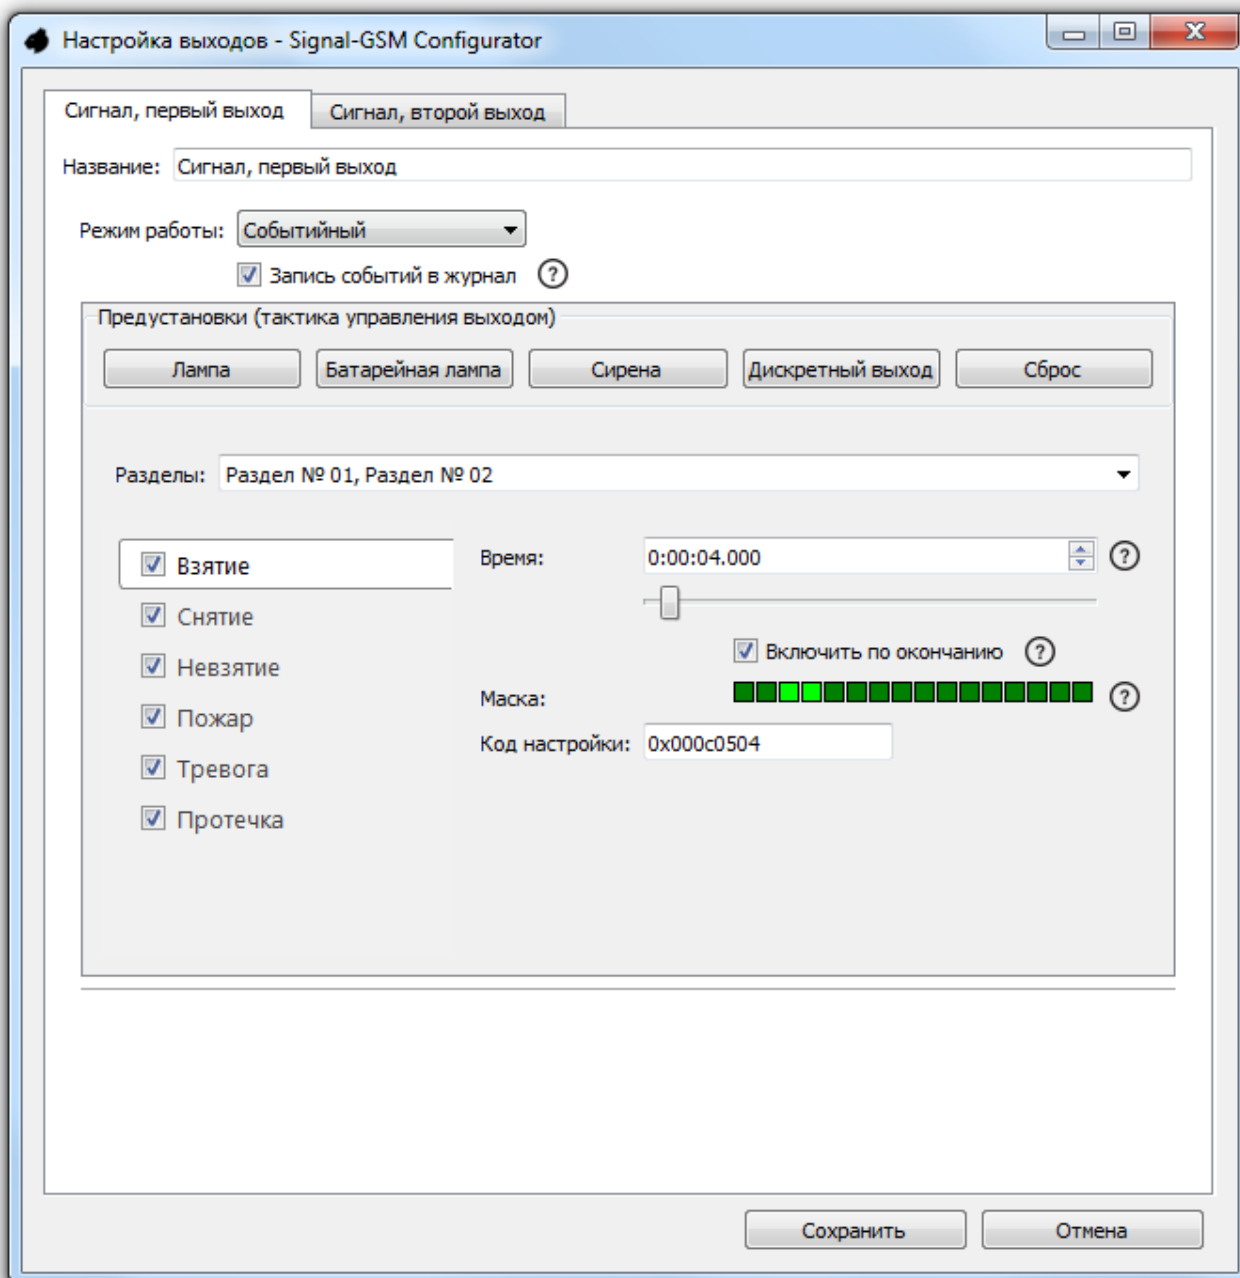 Настройка выходов - Signal-GSM Configurator
Сигнал, первый выход Сигнал, второй выход
Название: Сигнал, первый выход
Режим работы: Событийный
Запись событий в журнал ?
Предустановки (тактика управления выходом)
Лампа Батарейная лампа Сирена Дискретный выход Сброс
Разделы: Раздел № 01, Раздел № 02
Взятие Время: 0:00:04.000 ?
Снятие
Включить по окончанию ?
Невзятие
Маска: ?
Пожар
Код настройки: 0x000c0504
Тревога
Протечка
Сохранить Отмена